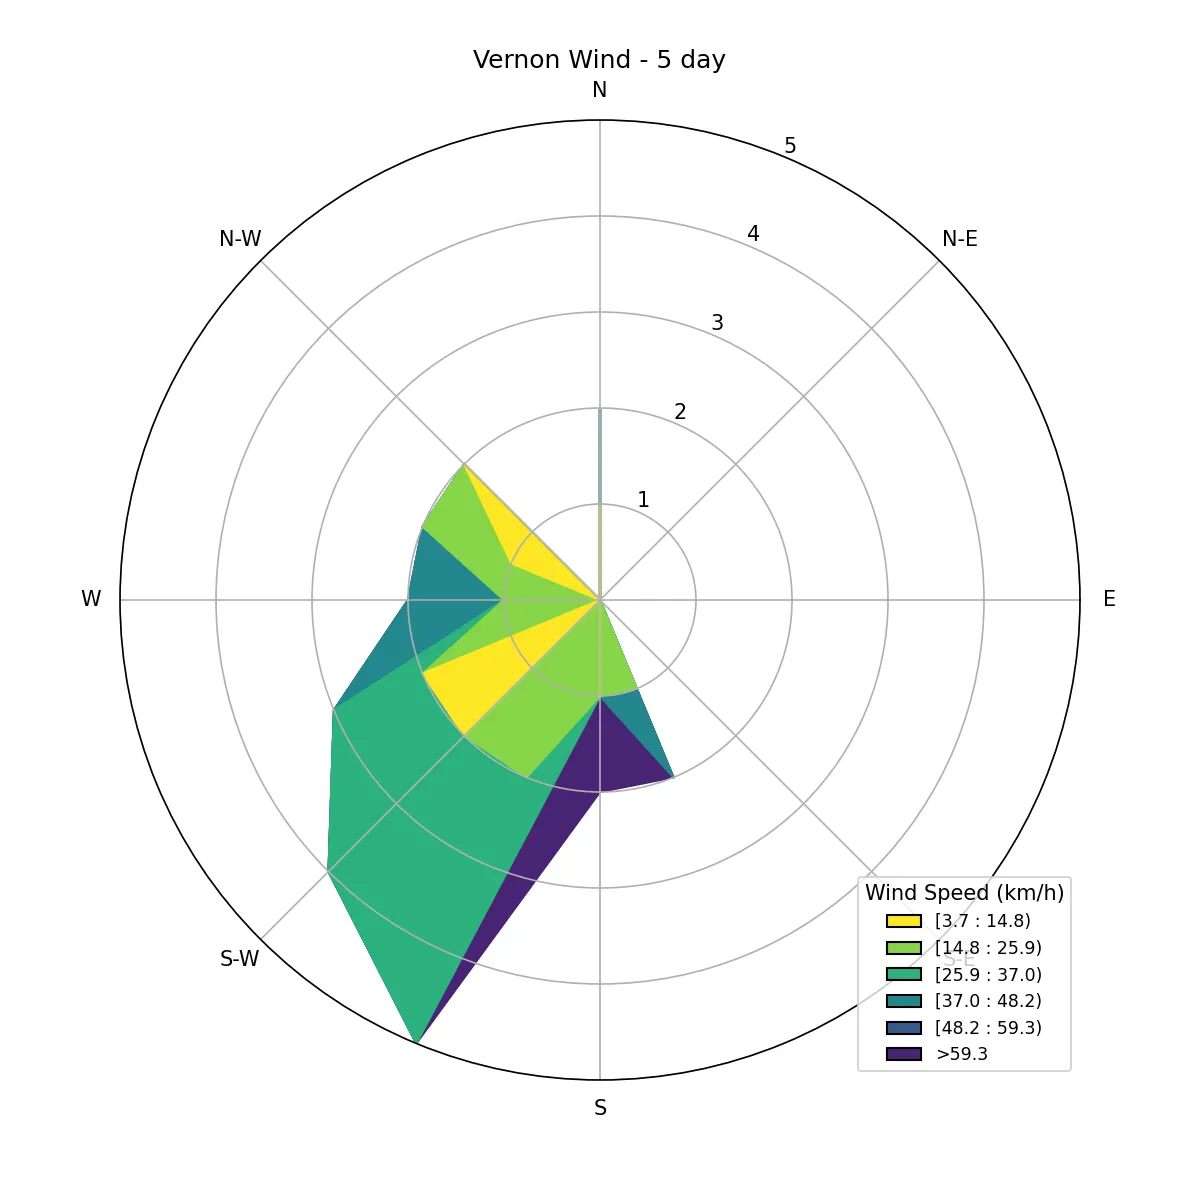 Vernon Wind - 5 day
N
5
N-W
4
N-E
3
2
1
W
E
S-W
S-E
S
Wind Speed (km/h)
[3.7 : 14.8)
[14.8 : 25.9)
[25.9 : 37.0)
[37.0 : 48.2)
[48.2 : 59.3)
>59.3